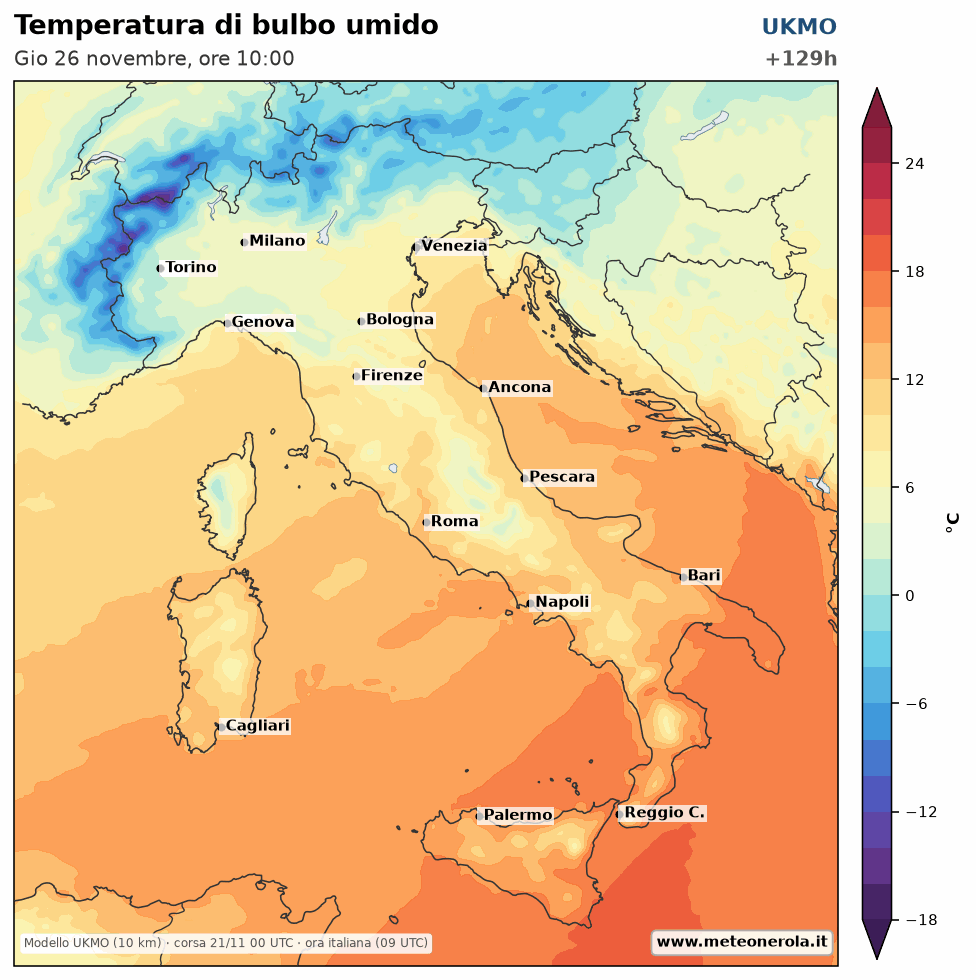 Temperatura di bulbo umido
UKMO
Gio 26 novembre, ore 10:00
+129h
Milano
Venezia
Torino
Genova
Bologna
Firenze
Ancona
Pescara
Roma
Bari
Napoli
Cagliari
Palermo
Reggio C.
24
18
12
6
0
−6
−12
−18
°C
Modello UKMO (10 km) · corsa 21/11 00 UTC · ora italiana (09 UTC)
www.meteonerola.it